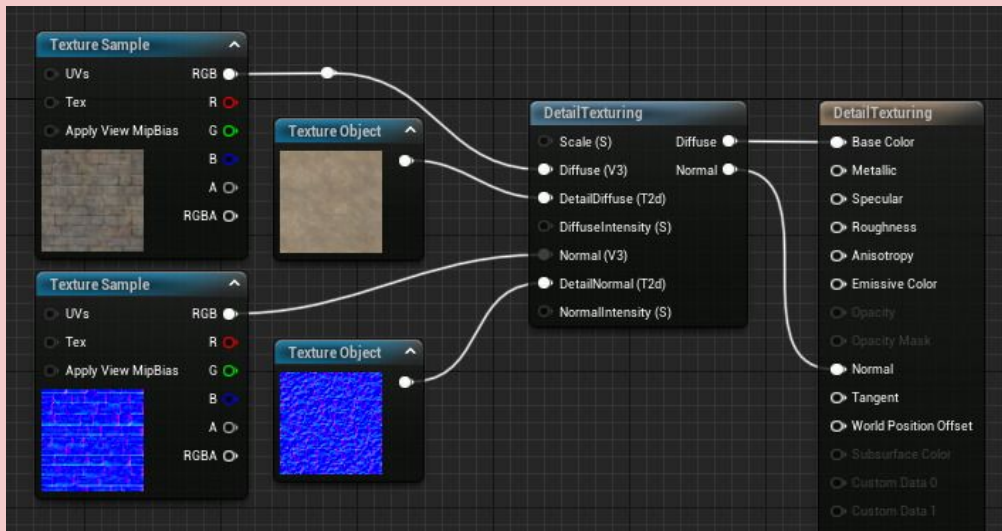 Texture Sample
UVs
RGB
Tex
R
Apply View MipBias
G
B
A
RGBA
Texture Object
Texture Sample
UVs
RGB
Tex
R
Apply View MipBias
G
B
A
RGBA
Texture Object
DetailTexturing
Scale (S)
Diffuse
Diffuse (V3)
Normal
DetailDiffuse (T2d)
DiffuseIntensity (S)
Normal (V3)
DetailNormal (T2d)
NormalIntensity (S)
DetailTexturing
Base Color
Metallic
Specular
Roughness
Anisotropy
Emissive Color
Opacity
Opacity Mask
Normal
Tangent
World Position Offset
Subsurface Color
Custom Data 0
Custom Data 1